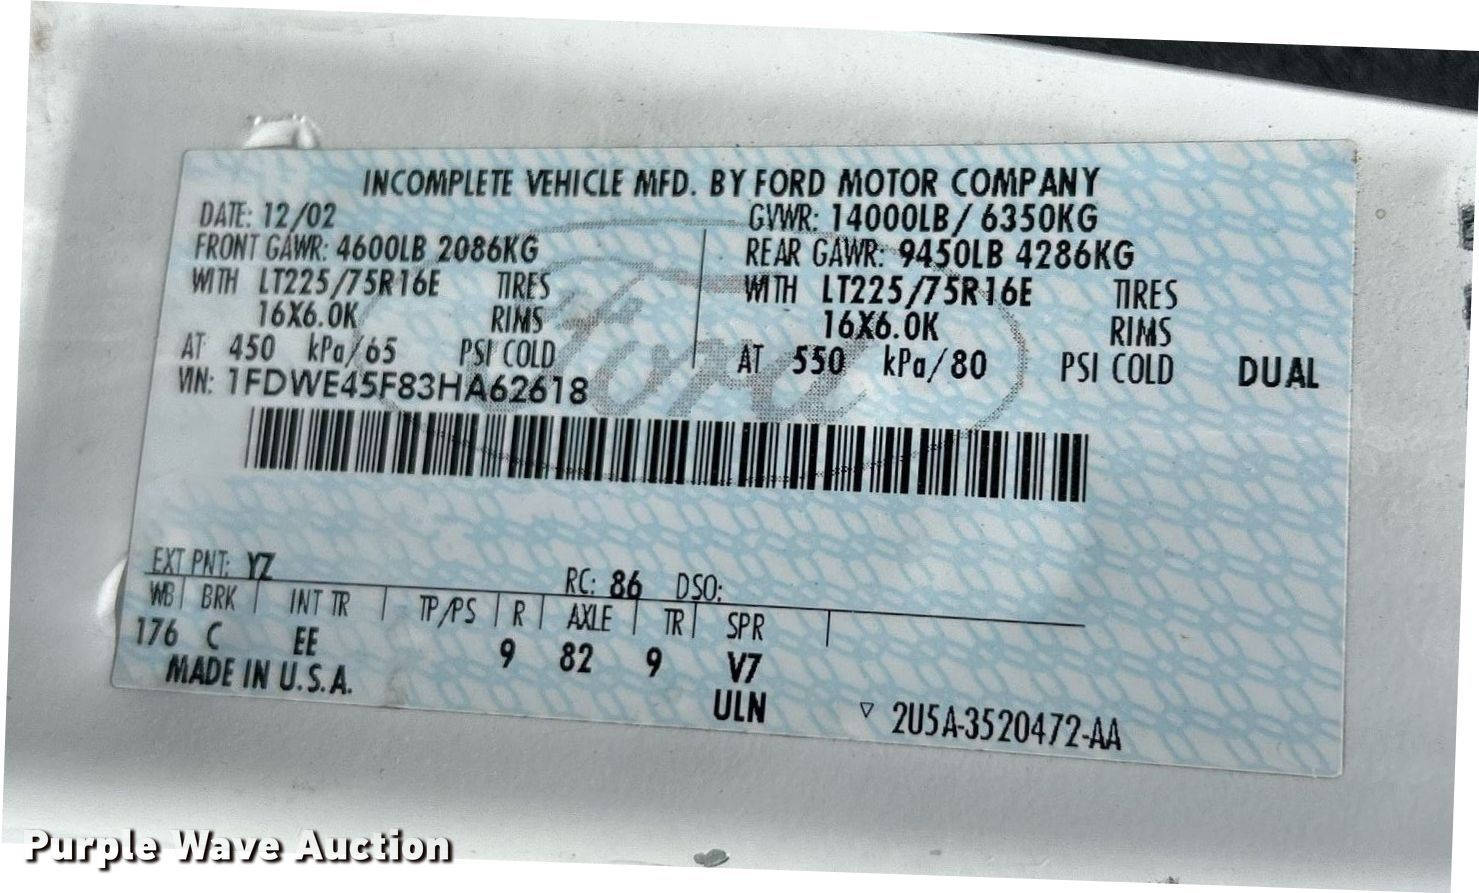 INCOMPLETE VEHICLE MFD. BY FORD MOTOR COMPANY
DATE: 12/02 GVWR: 14000LB/ 6350KG
FRONT GAWR: 4600LB 2086KG REAR GAWR: 9450LB 4286KG
WITH LT225/75R16E TIRES WITH LT225/75R16E TIRES
16X6.0K RIMS 16X6.0K RIMS
AT 450 kPa/65 PSI COLD AT 550 kPa/80 PSI COLD DUAL
VIN: 1FDWE45F83HA62618
Ford
EXT PNT: YZ RC: 86 DSO:
WB BRK INT TR TP/PS R AXLE TR SPR
176 C EE 9 82 9 V7
MADE IN U.S.A. ULN ▽ 2U5A-3520472-AA
Purple Wave Auction